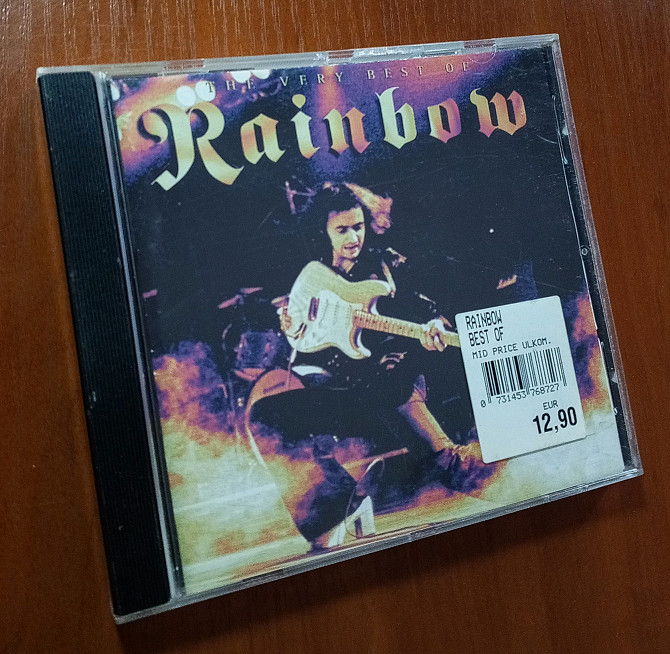 THE VERY BEST OF
Rainbow
RAINBOW
BEST OF
MID PRICE ULKOM.
0 731453 768727
EUR
12,90